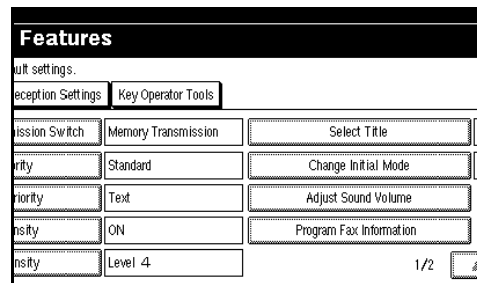 Features
ult settings.
eception Settings Key Operator Tools
ission Switch Memory Transmission Select Title
rity Standard Change Initial Mode
riority Text Adjust Sound Volume
nsity ON Program Fax Information
nsity Level 4 1/2